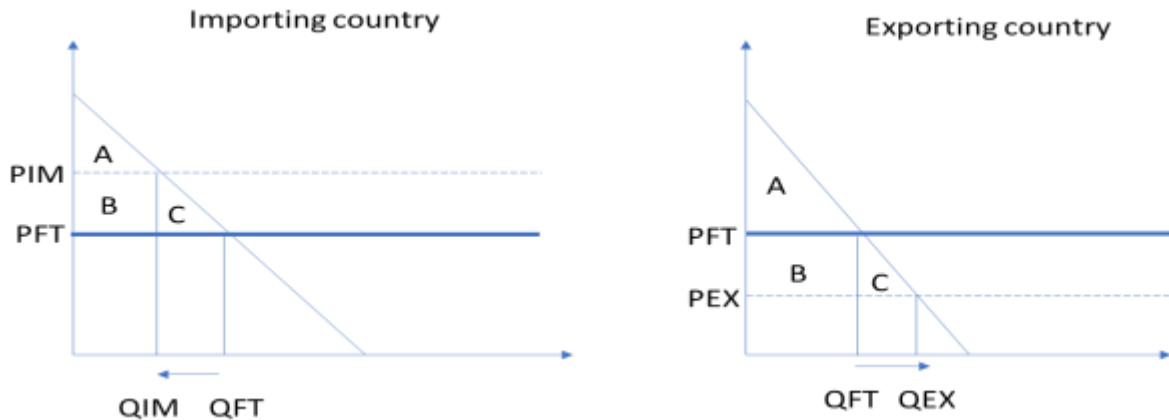 Importing country
A
PIM
B
C
PFT
QIM QFT
Exporting country
A
PFT
B
C
PEX
QFT QEX